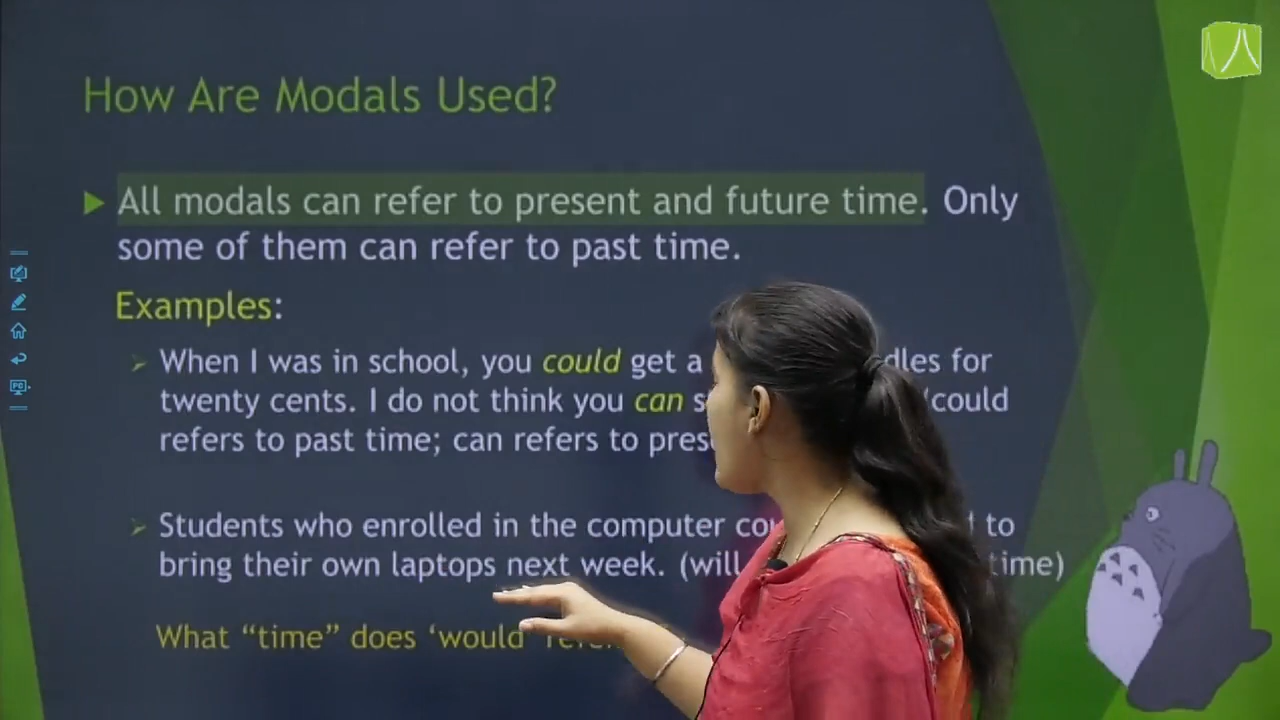 How Are Modals Used?
All modals can refer to present and future time. Only
some of them can refer to past time.
Examples:
When I was in school, you could get a dles for
twenty cents. I do not think you can s 'could
refers to past time; can refers to pres
Students who enrolled in the computer cou to
bring their own laptops next week. (will time)
What "time" does 'would'
PC